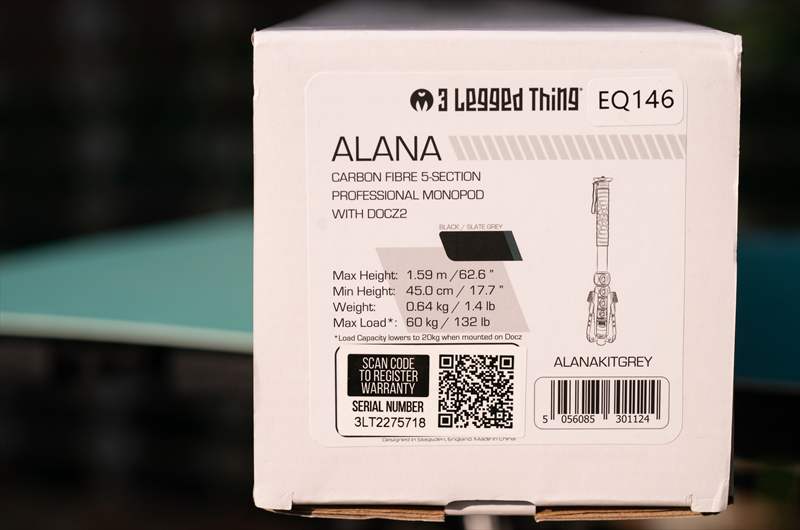 3 Legged Thing
EQ146
ALANA
CARBON FIBRE 5-SECTION
PROFESSIONAL MONOPOD
WITH DOCZ2
BLACK / SLATE GREY
Max Height: 1.59 m / 62.6 "
Min Height: 45.0 cm / 17.7 "
Weight: 0.64 kg / 1.4 lb
Max Load*: 60 kg / 132 lb
*Load Capacity lowers to 20kg when mounted on Docz
SCAN CODE
TO REGISTER
WARRANTY
SERIAL NUMBER
3LT2275718
ALANAKITGREY
5 056085 301124
Designed in Stagsden, England. Made in China